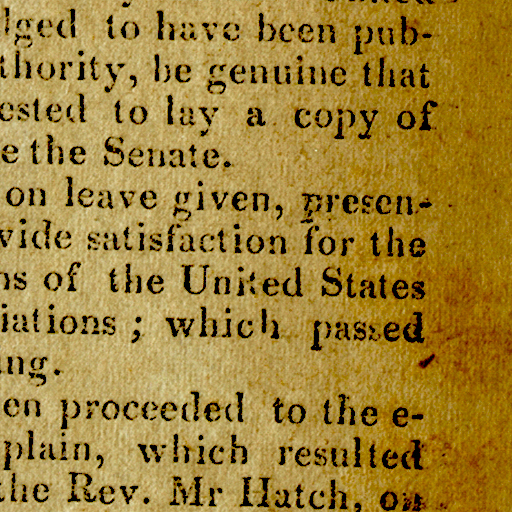 lged to have been pub-
thority, be genuine that
ested to lay a copy of
e the Senate.
on leave given, presen-
vide satisfaction for the
ns of the United States
iations ; which passed
ing.
en proceeded to the e-
plain, which resulted
the Rev. Mr Hatch, on